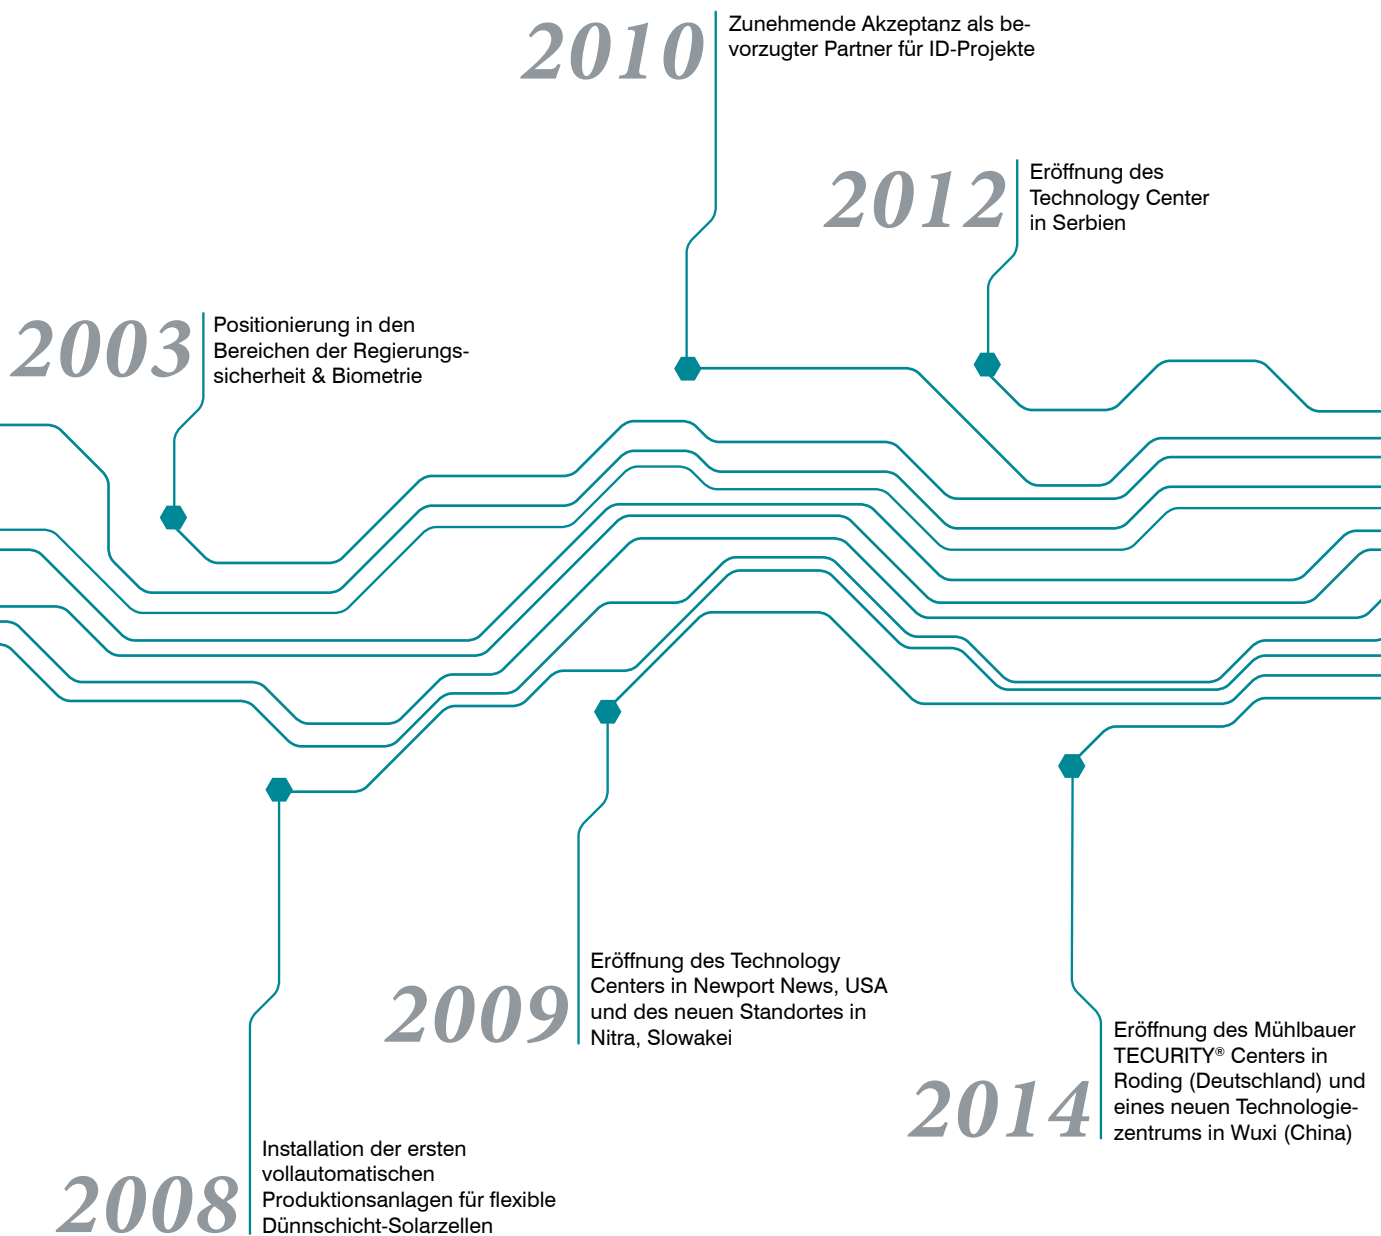 2010
Zunehmende Akzeptanz als be-
vorzugter Partner für ID-Projekte
2012
Eröffnung des
Technology Center
in Serbien
2003
Positionierung in den
Bereichen der Regierungs-
sicherheit & Biometrie
2009
Eröffnung des Technology
Centers in Newport News, USA
und des neuen Standortes in
Nitra, Slowakei
2014
Eröffnung des Mühlbauer
TECURITY® Centers in
Roding (Deutschland) und
eines neuen Technologie-
zentrums in Wuxi (China)
2008
Installation der ersten
vollautomatischen
Produktionsanlagen für flexible
Dünnschicht-Solarzellen